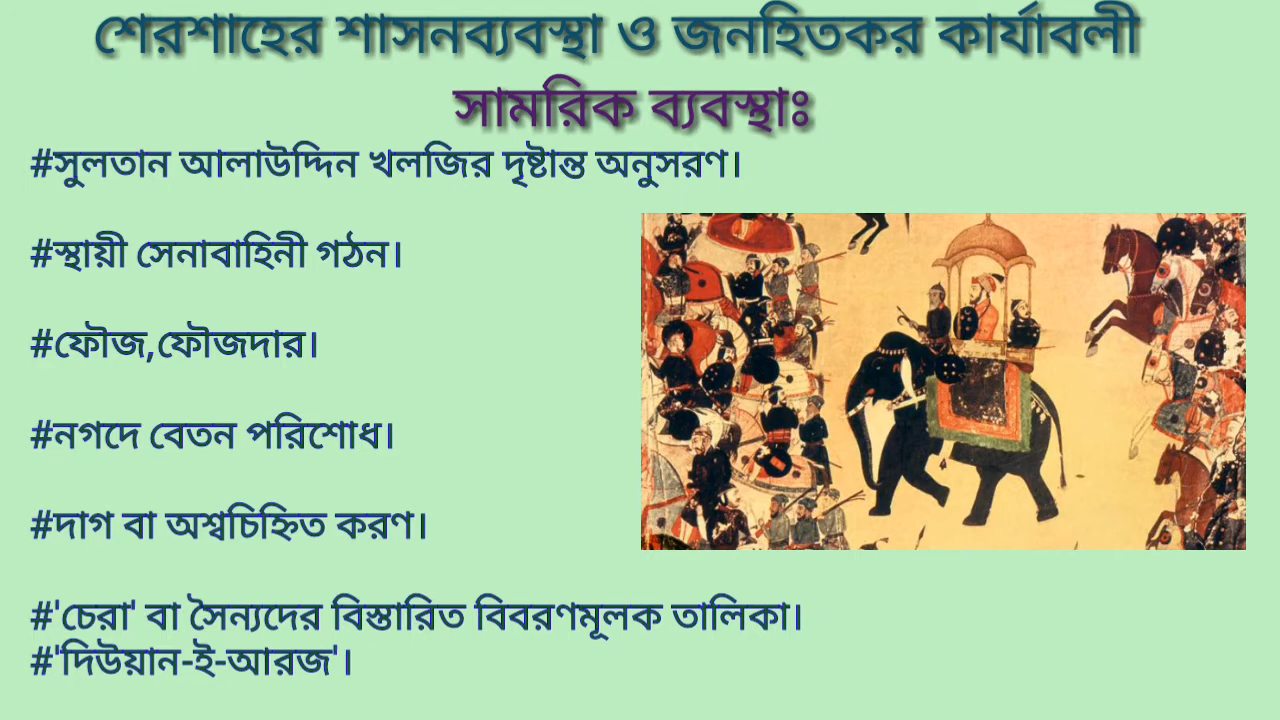 শেরশাহের শাসনব্যবস্থা ও জনহিতকর কার্যাবলী
সামরিক ব্যবস্থাঃ
#সুলতান আলাউদ্দিন খলজির দৃষ্টান্ত অনুসরণ।
#স্থায়ী সেনাবাহিনী গঠন।
#ফৌজ,ফৌজদার।
#নগদে বেতন পরিশোধ।
#দাগ বা অশ্বচিহ্নিত করণ।
#'চেরা' বা সৈন্যদের বিস্তারিত বিবরণমূলক তালিকা।
#'দিউয়ান-ই-আরজ'।